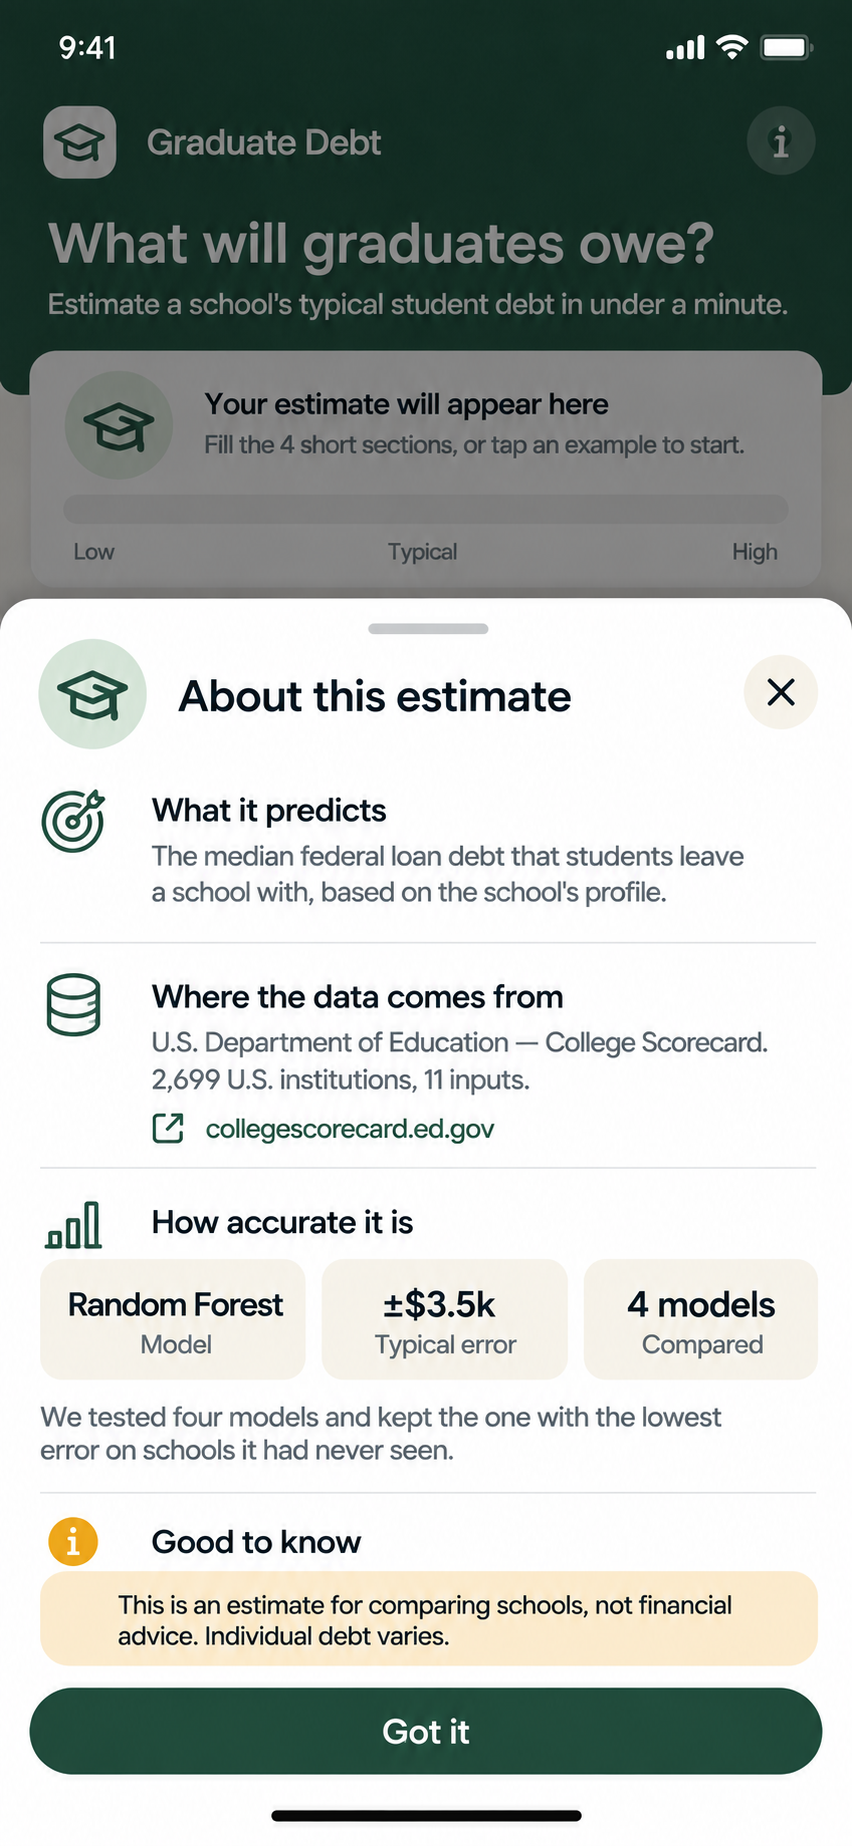 9:41
Graduate Debt
What will graduates owe?
Estimate a school's typical student debt in under a minute.
Your estimate will appear here
Fill the 4 short sections, or tap an example to start.
Low Typical High
About this estimate
What it predicts
The median federal loan debt that students leave
a school with, based on the school's profile.
Where the data comes from
U.S. Department of Education — College Scorecard.
2,699 U.S. institutions, 11 inputs.
collegescorecard.ed.gov
How accurate it is
Random Forest
Model
±$3.5k
Typical error
4 models
Compared
We tested four models and kept the one with the lowest
error on schools it had never seen.
Good to know
This is an estimate for comparing schools, not financial
advice. Individual debt varies.
Got it